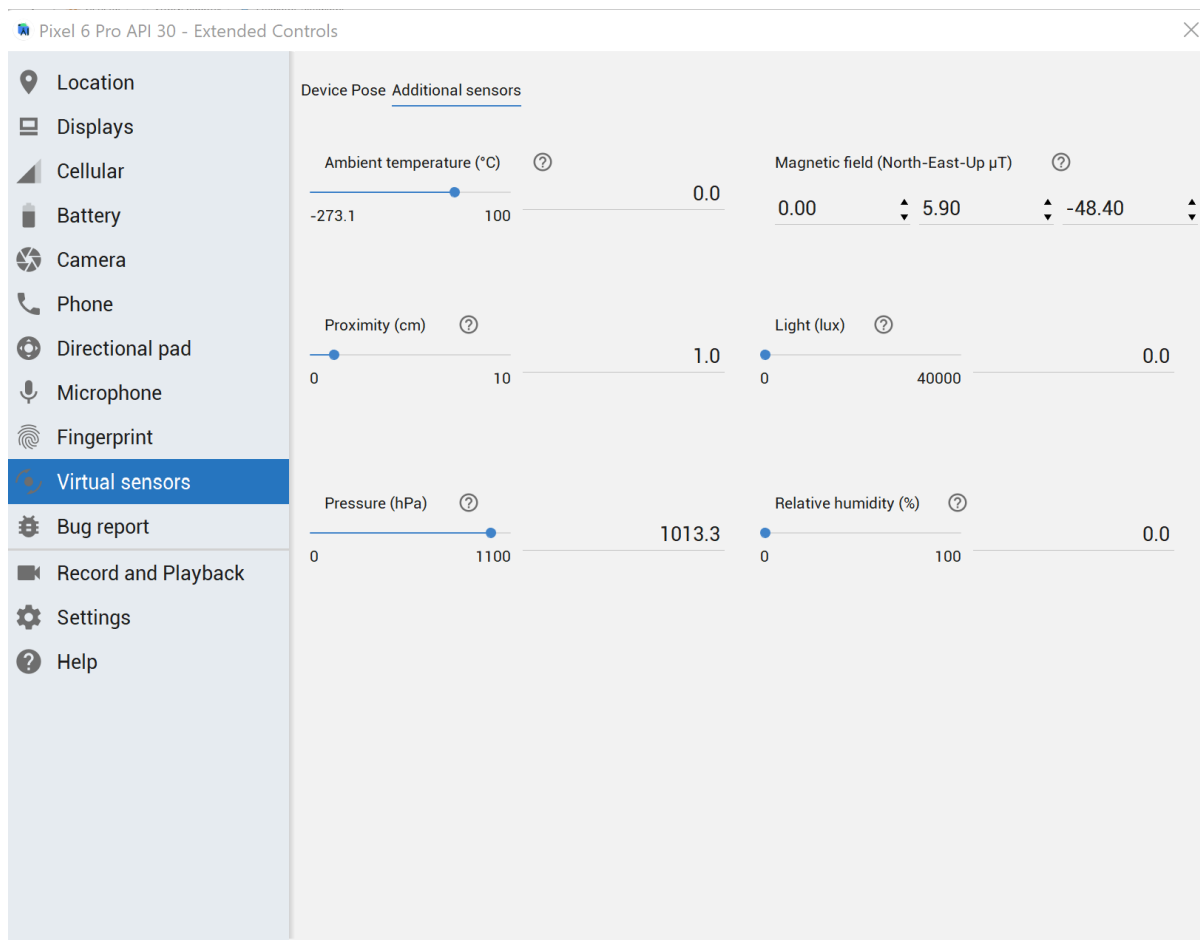 Pixel 6 Pro API 30 - Extended Controls
Location
Displays
Cellular
Battery
Camera
Phone
Directional pad
Microphone
Fingerprint
Virtual sensors
Bug report
Record and Playback
Settings
Help
Device Pose Additional sensors
Ambient temperature (°C)
-273.1 100
0.0
Magnetic field (North-East-Up μT)
0.00 5.90 -48.40
Proximity (cm)
0 10
1.0
Light (lux)
0 40000
0.0
Pressure (hPa)
0 1100
1013.3
Relative humidity (%)
0 100
0.0